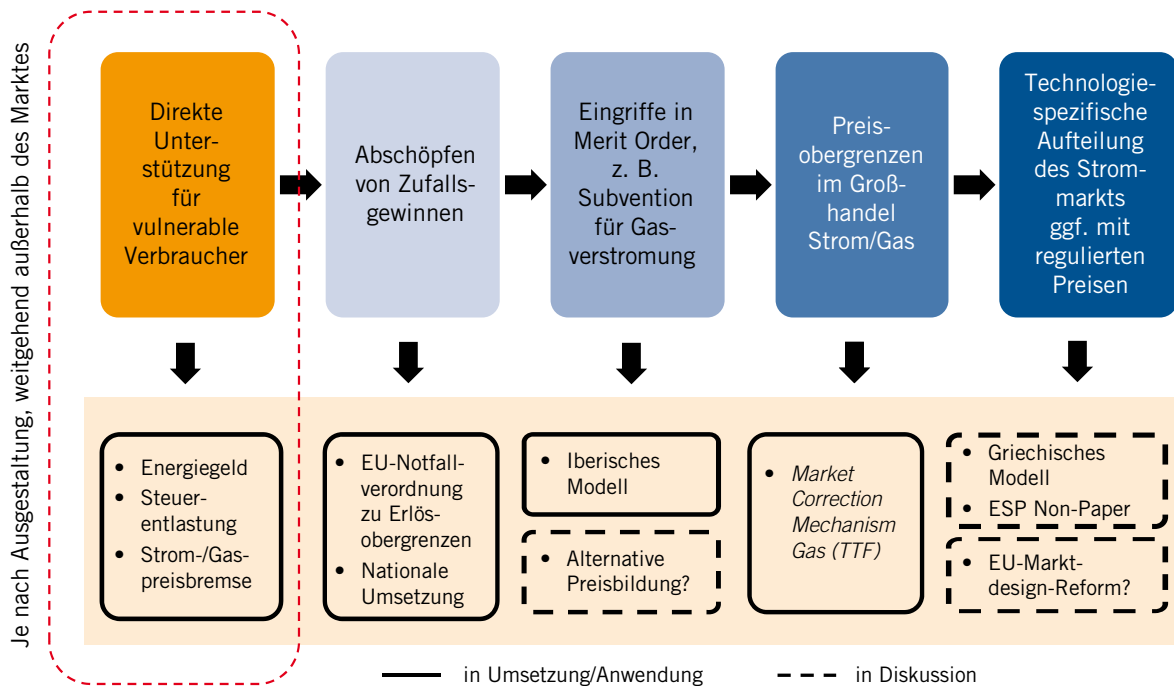 Je nach Ausgestaltung, weitgehend außerhalb des Marktes
Direkte
Unter-
stützung
für
vulnerable
Verbraucher
Abschöpfen
von Zufalls-
gewinnen
Eingriffe in
Merit Order,
z. B.
Subvention
für Gas-
verstromung
Preis-
obergrenzen
im Groß-
handel
Strom/Gas
Technologie-
spezifische
Aufteilung
des Strom-
markts
ggf. mit
regulierten
Preisen
• Energiegeld
• Steuer-
entlastung
• Strom-/Gas-
preisbremse
• EU-Notfall-
verordnung
zu Erlös-
obergrenzen
• Nationale
Umsetzung
• Iberisches
Modell
• Alternative
Preisbildung?
• Market
Correction
Mechanism
Gas (TTF)
• Griechisches
Modell
• ESP Non-Paper
• EU-Markt-
design-Reform?
in Umsetzung/Anwendung
in Diskussion